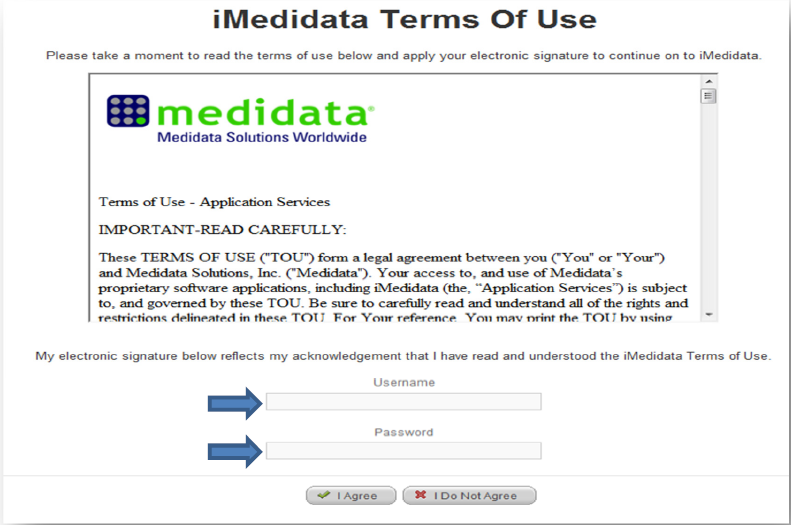 iMedidata Terms Of Use
Please take a moment to read the terms of use below and apply your electronic signature to continue on to iMedidata.
medidata
Medidata Solutions Worldwide
Terms of Use - Application Services
IMPORTANT-READ CAREFULLY:
These TERMS OF USE ("TOU") form a legal agreement between you ("You" or "Your")
and Medidata Solutions, Inc. ("Medidata"). Your access to, and use of Medidata's
proprietary software applications, including iMedidata (the, “Application Services”) is subject
to, and governed by these TOU. Be sure to carefully read and understand all of the rights and
restrictions delineated in these TOU. For Your reference, You may print the TOU by using
My electronic signature below reflects my acknowledgement that I have read and understood the iMedidata Terms of Use.
Username
Password
I Agree
I Do Not Agree